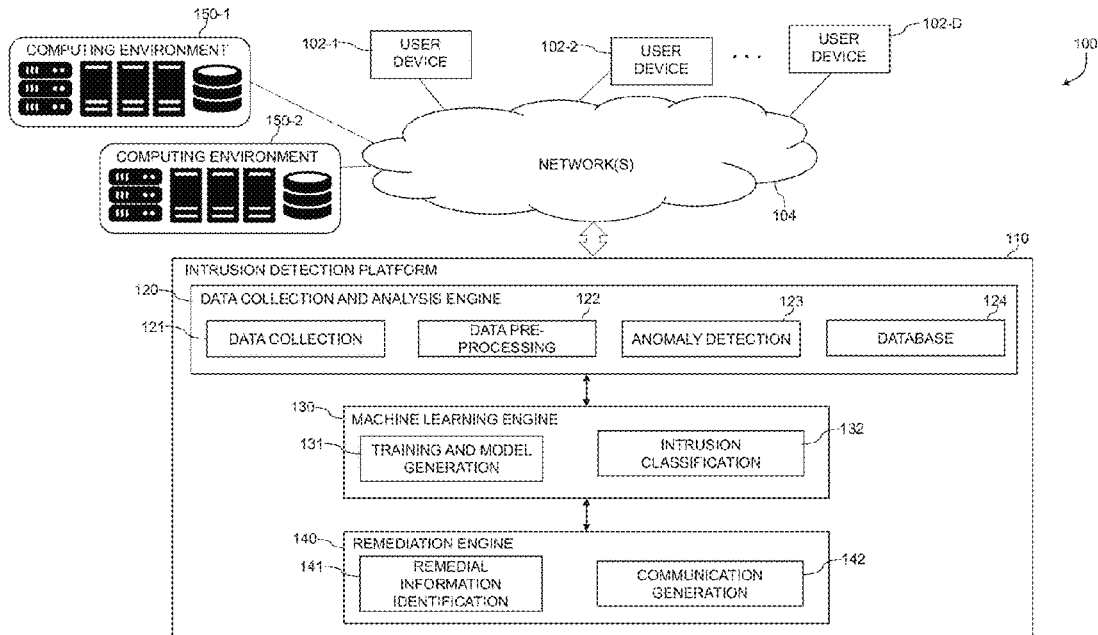 150-1
COMPUTING ENVIRONMENT
102-1
USER
DEVICE
102-2
USER
DEVICE
. . .
102-D
USER
DEVICE
100
150-2
COMPUTING ENVIRONMENT
NETWORK(S)
104
110
INTRUSION DETECTION PLATFORM
120
DATA COLLECTION AND ANALYSIS ENGINE
121
DATA COLLECTION
122
DATA PRE-
PROCESSING
123
ANOMALY DETECTION
124
DATABASE
130
MACHINE LEARNING ENGINE
131
TRAINING AND MODEL
GENERATION
132
INTRUSION
CLASSIFICATION
140
REMEDIATION ENGINE
141
REMEDIAL
INFORMATION
IDENTIFICATION
142
COMMUNICATION
GENERATION